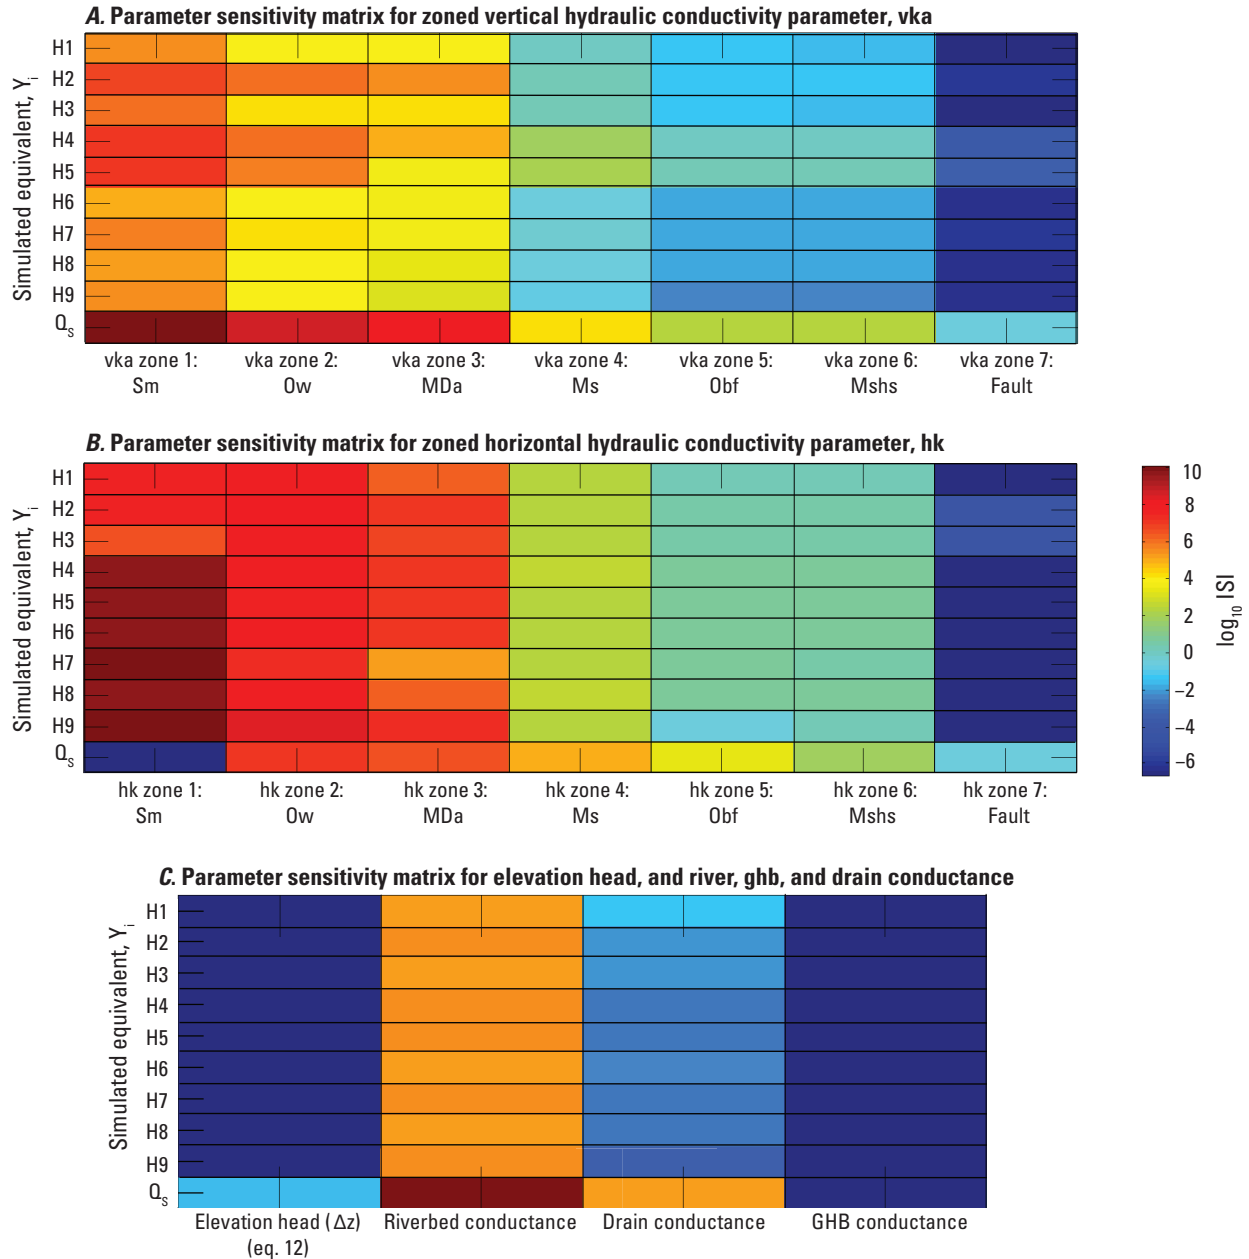 A. Parameter sensitivity matrix for zoned vertical hydraulic conductivity parameter, vka
Simulated equivalent, Yi
H1
H2
H3
H4
H5
H6
H7
H8
H9
Qs
vka zone 1: vka zone 2: vka zone 3: vka zone 4: vka zone 5: vka zone 6: vka zone 7:
Sm Ow MDa Ms Obf Mshs Fault
B. Parameter sensitivity matrix for zoned horizontal hydraulic conductivity parameter, hk
Simulated equivalent, Yi
H1
H2
H3
H4
H5
H6
H7
H8
H9
Qs
hk zone 1: hk zone 2: hk zone 3: hk zone 4: hk zone 5: hk zone 6: hk zone 7:
Sm Ow MDa Ms Obf Mshs Fault
10
8
6
4
2
0
−2
−4
−6
log10 ISI
C. Parameter sensitivity matrix for elevation head, and river, ghb, and drain conductance
Simulated equivalent, Yi
H1
H2
H3
H4
H5
H6
H7
H8
H9
Qs
Elevation head (Δz) Riverbed conductance Drain conductance GHB conductance
(eq. 12)